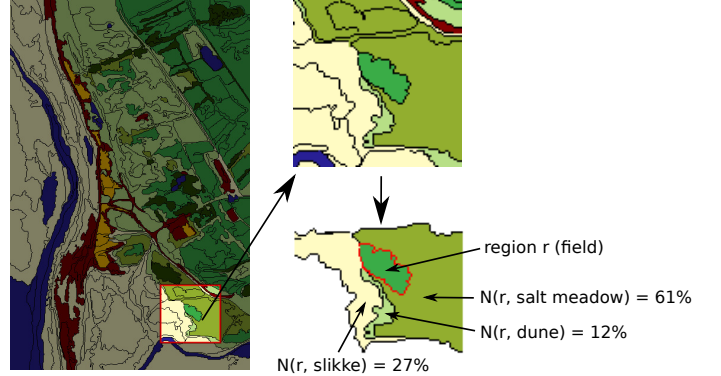 region r (field)
N(r, salt meadow) = 61%
N(r, dune) = 12%
N(r, slikke) = 27%